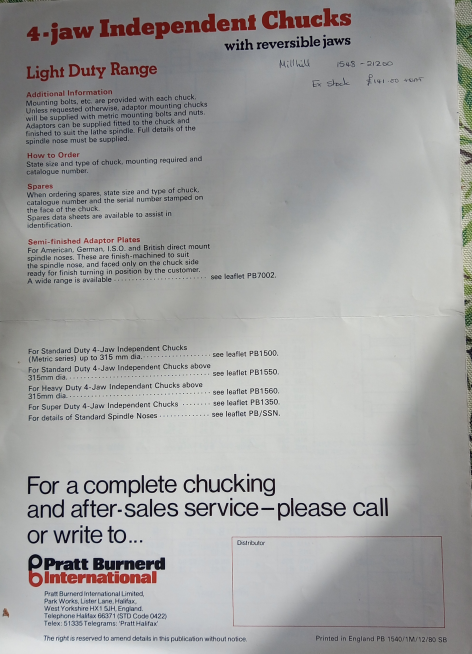 4-jaw Independent Chucks
with reversible jaws
Millhill 1548 - 21200
Ex Stock £141.00 + VAT
Light Duty Range
Additional Information
Mounting bolts, etc. are provided with each chuck.
Unless requested otherwise, adaptor mounting chucks
will be supplied with metric mounting bolts and nuts.
Adaptors can be supplied fitted to the chuck and
finished to suit the lathe spindle. Full details of the
spindle nose must be supplied.
How to Order
State size and type of chuck, mounting required and
catalogue number.
Spares
When ordering spares, state size and type of chuck,
catalogue number and the serial number stamped on
the face of the chuck.
Spares data sheets are available to assist in
identification.
Semi-finished Adaptor Plates
For American, German, I.S.O. and British direct mount
spindle noses. These are finish-machined to suit
the spindle nose, and faced only on the chuck side
ready for finish turning in position by the customer.
A wide range is available . . . . . . . . . . . . . . . . . . . . . . see leaflet PB7002.
For Standard Duty 4-Jaw Independent Chucks
(Metric series) up to 315 mm dia. . . . . . . . . . . . . . . . . see leaflet PB1500.
For Standard Duty 4-Jaw Independent Chucks above
315mm dia. . . . . . . . . . . . . . . . . . . . . . . . . . . . . . . . . see leaflet PB1550.
For Heavy Duty 4-Jaw Independent Chucks above
315mm dia. . . . . . . . . . . . . . . . . . . . . . . . . . . . . . . . . see leaflet PB1560.
For Super Duty 4-Jaw Independent Chucks . . . . . . . . see leaflet PB1350.
For details of Standard Spindle Noses . . . . . . . . . . . . . see leaflet PB/SSN.
For a complete chucking
and after-sales service–please call
or write to...
Distributor
Pratt Burnerd
International
Pratt Burnerd International Limited,
Park Works, Lister Lane, Halifax,
West Yorkshire HX1 5JH, England.
Telephone Halifax 66371 (STD Code 0422)
Telex: 51335 Telegrams: 'Pratt Halifax'
The right is reserved to amend details in this publication without notice.
Printed in England PB 1540/1M/12/80 SB